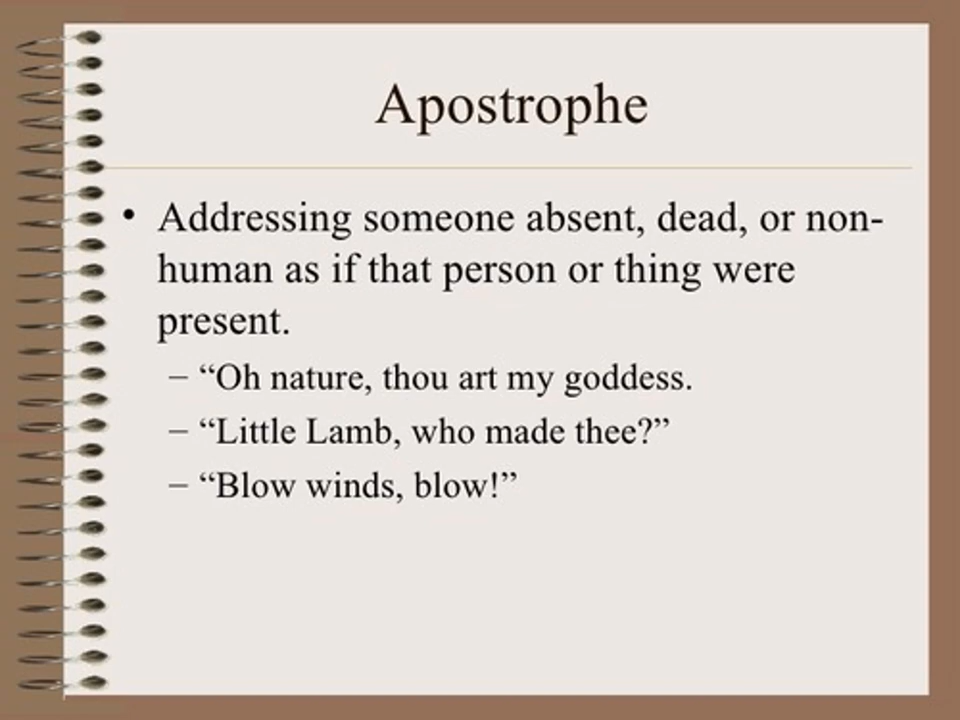 Apostrophe
• Addressing someone absent, dead, or non-
human as if that person or thing were
present.
– “Oh nature, thou art my goddess.
– “Little Lamb, who made thee?”
– “Blow winds, blow!”